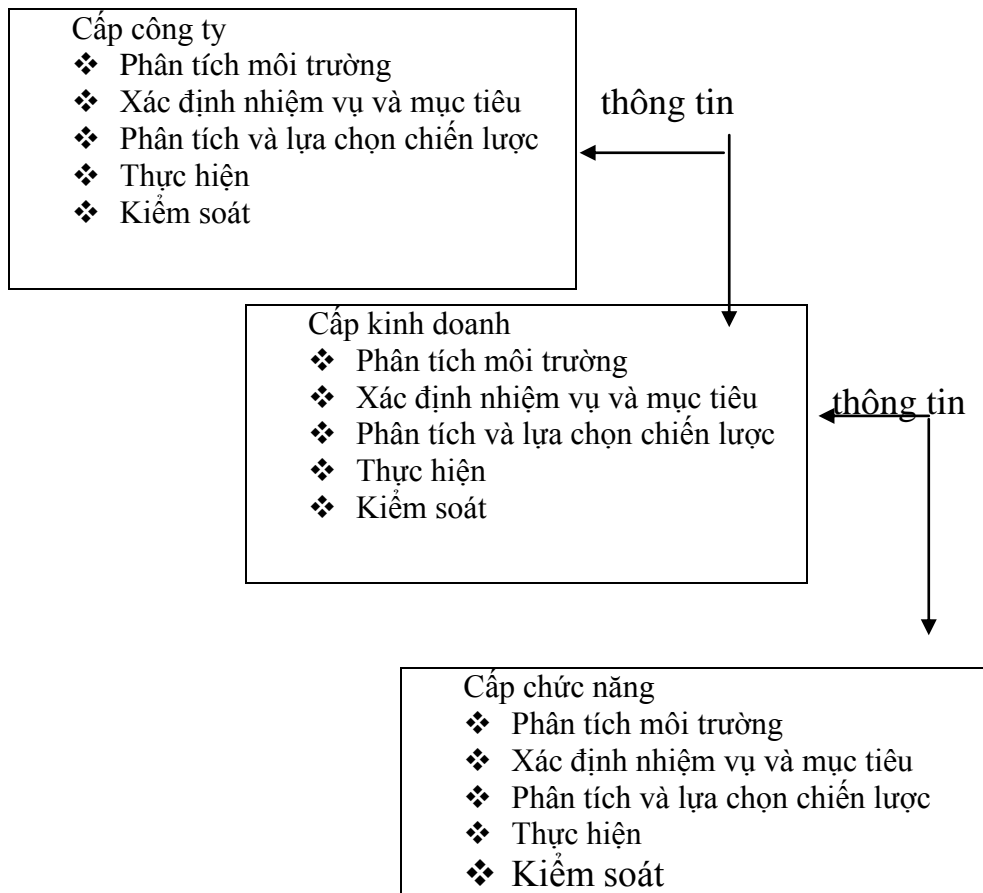 Cấp công ty
❖ Phân tích môi trường
❖ Xác định nhiệm vụ và mục tiêu
❖ Phân tích và lựa chọn chiến lược
❖ Thực hiện
❖ Kiểm soát
thông tin
Cấp kinh doanh
❖ Phân tích môi trường
❖ Xác định nhiệm vụ và mục tiêu
❖ Phân tích và lựa chọn chiến lược
❖ Thực hiện
❖ Kiểm soát
thông tin
Cấp chức năng
❖ Phân tích môi trường
❖ Xác định nhiệm vụ và mục tiêu
❖ Phân tích và lựa chọn chiến lược
❖ Thực hiện
❖ Kiểm soát